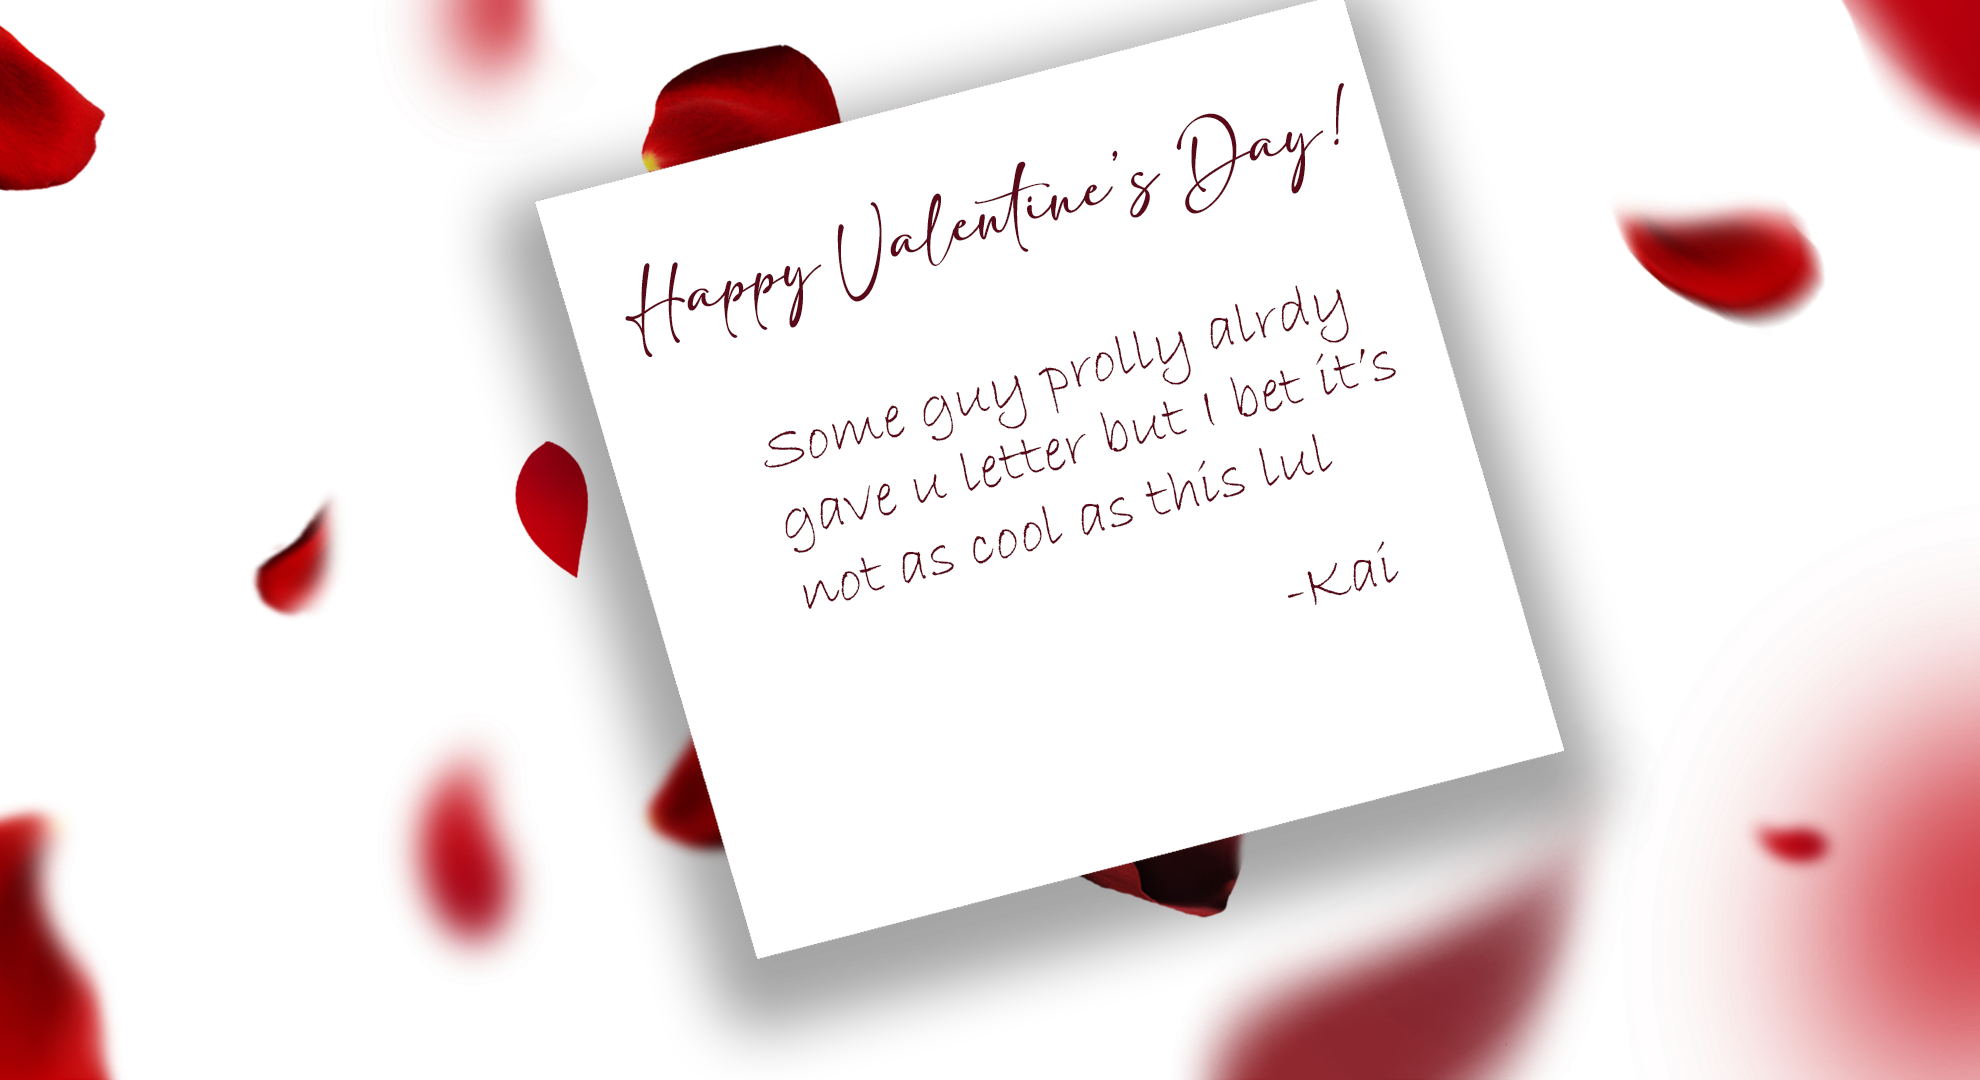 Happy Valentine's Day!
Some guy prolly alrdy
gave u letter but I bet it's
not as cool as this lul
-Kai